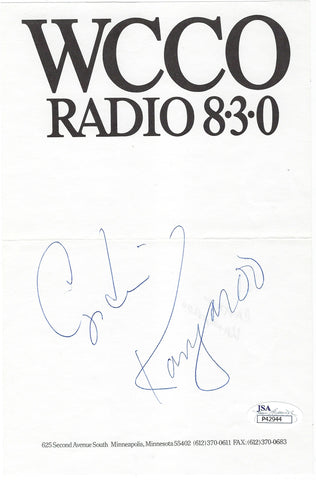 WCCO
RADIO 8·3·0
Captain
Kangaroo
JSA
P42944
625 Second Avenue South Minneapolis, Minnesota 55402 (612)370-0611 FAX: (612)370-0683